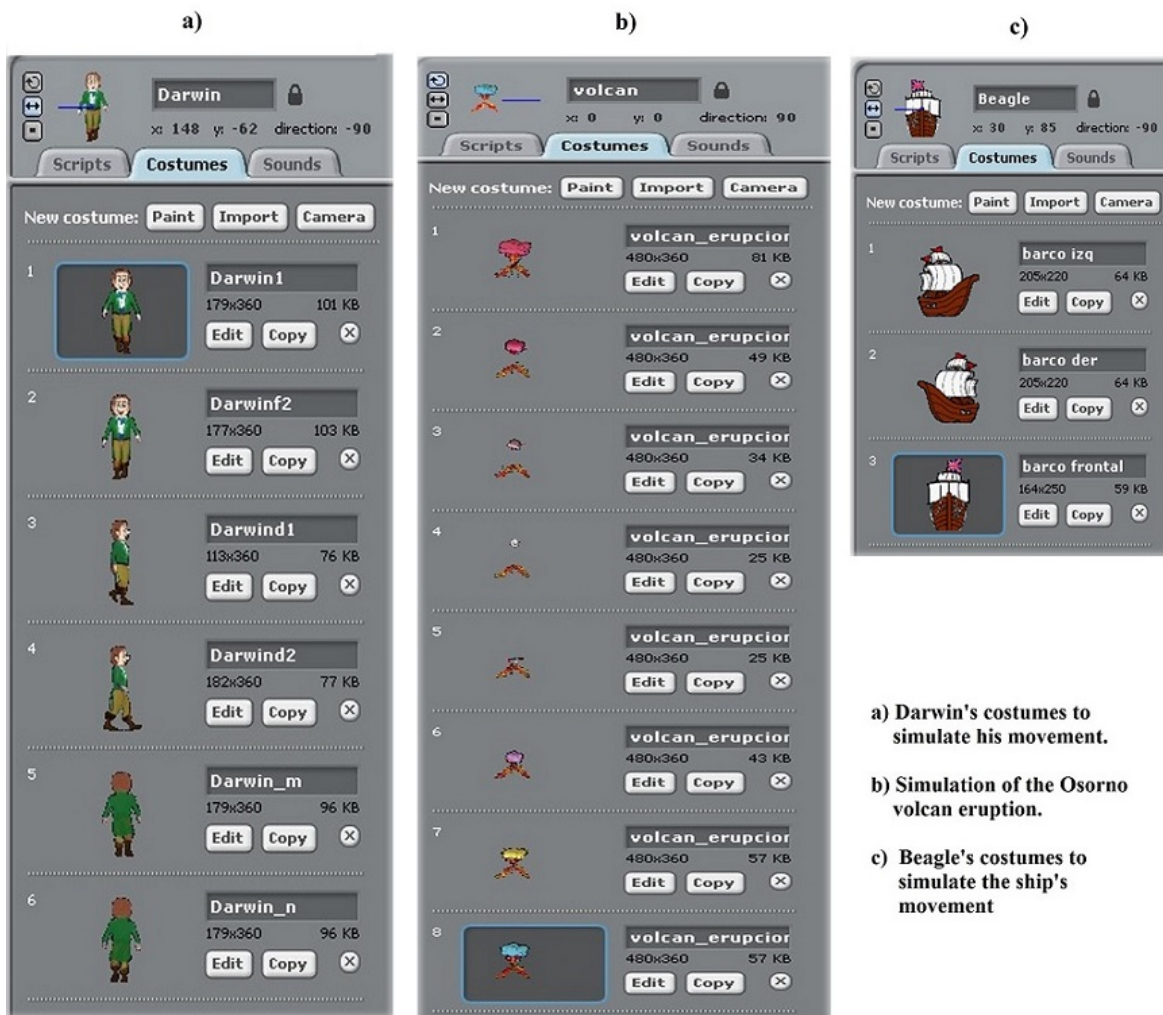 a)
b)
c)
Darwin
x: 148 y: -62 direction: -90
Scripts Costumes Sounds
New costume: Paint Import Camera
1
Darwin1
179x360 101 KB
Edit Copy
2
Darwinf2
177x360 103 KB
Edit Copy
3
Darwind1
113x360 76 KB
Edit Copy
4
Darwind2
182x360 77 KB
Edit Copy
5
Darwin_m
179x360 96 KB
Edit Copy
6
Darwin_n
179x360 96 KB
Edit Copy
volcan
x: 0 y: 0 direction: 90
Scripts Costumes Sounds
New costume: Paint Import Camera
1
volcan_erupcior
480x360 81 KB
Edit Copy
2
volcan_erupcior
480x360 49 KB
Edit Copy
3
volcan_erupcior
480x360 34 KB
Edit Copy
4
volcan_erupcior
480x360 25 KB
Edit Copy
5
volcan_erupcior
480x360 25 KB
Edit Copy
6
volcan_erupcior
480x360 43 KB
Edit Copy
7
volcan_erupcior
480x360 57 KB
Edit Copy
8
volcan_erupcior
480x360 57 KB
Edit Copy
Beagle
x: 30 y: 85 direction: -90
Scripts Costumes Sounds
New costume: Paint Import Camera
1
barco izq
205x220 64 KB
Edit Copy
2
barco der
205x220 64 KB
Edit Copy
3
barco frontal
164x250 59 KB
Edit Copy
a) Darwin's costumes to
simulate his movement.
b) Simulation of the Osorno
volcan eruption.
c) Beagle's costumes to
simulate the ship's
movement